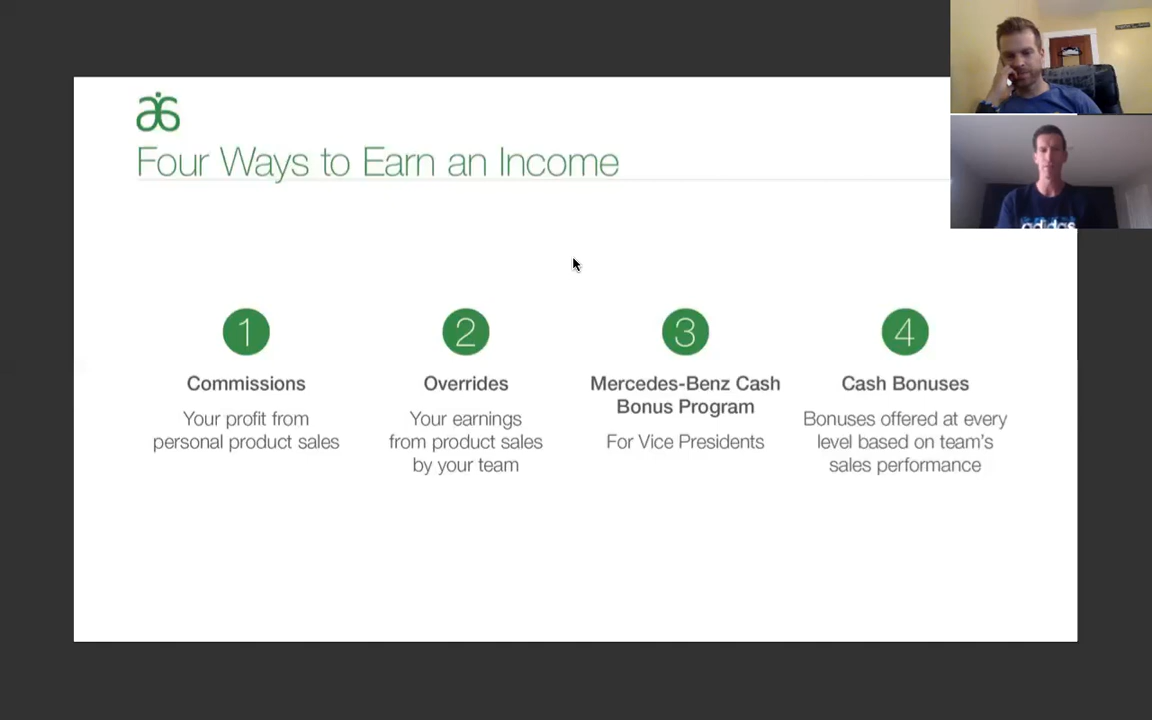 Four Ways to Earn an Income
1
Commissions
Your profit from
personal product sales
2
Overrides
Your earnings
from product sales
by your team
3
Mercedes-Benz Cash
Bonus Program
For Vice Presidents
4
Cash Bonuses
Bonuses offered at every
level based on team's
sales performance
adidas